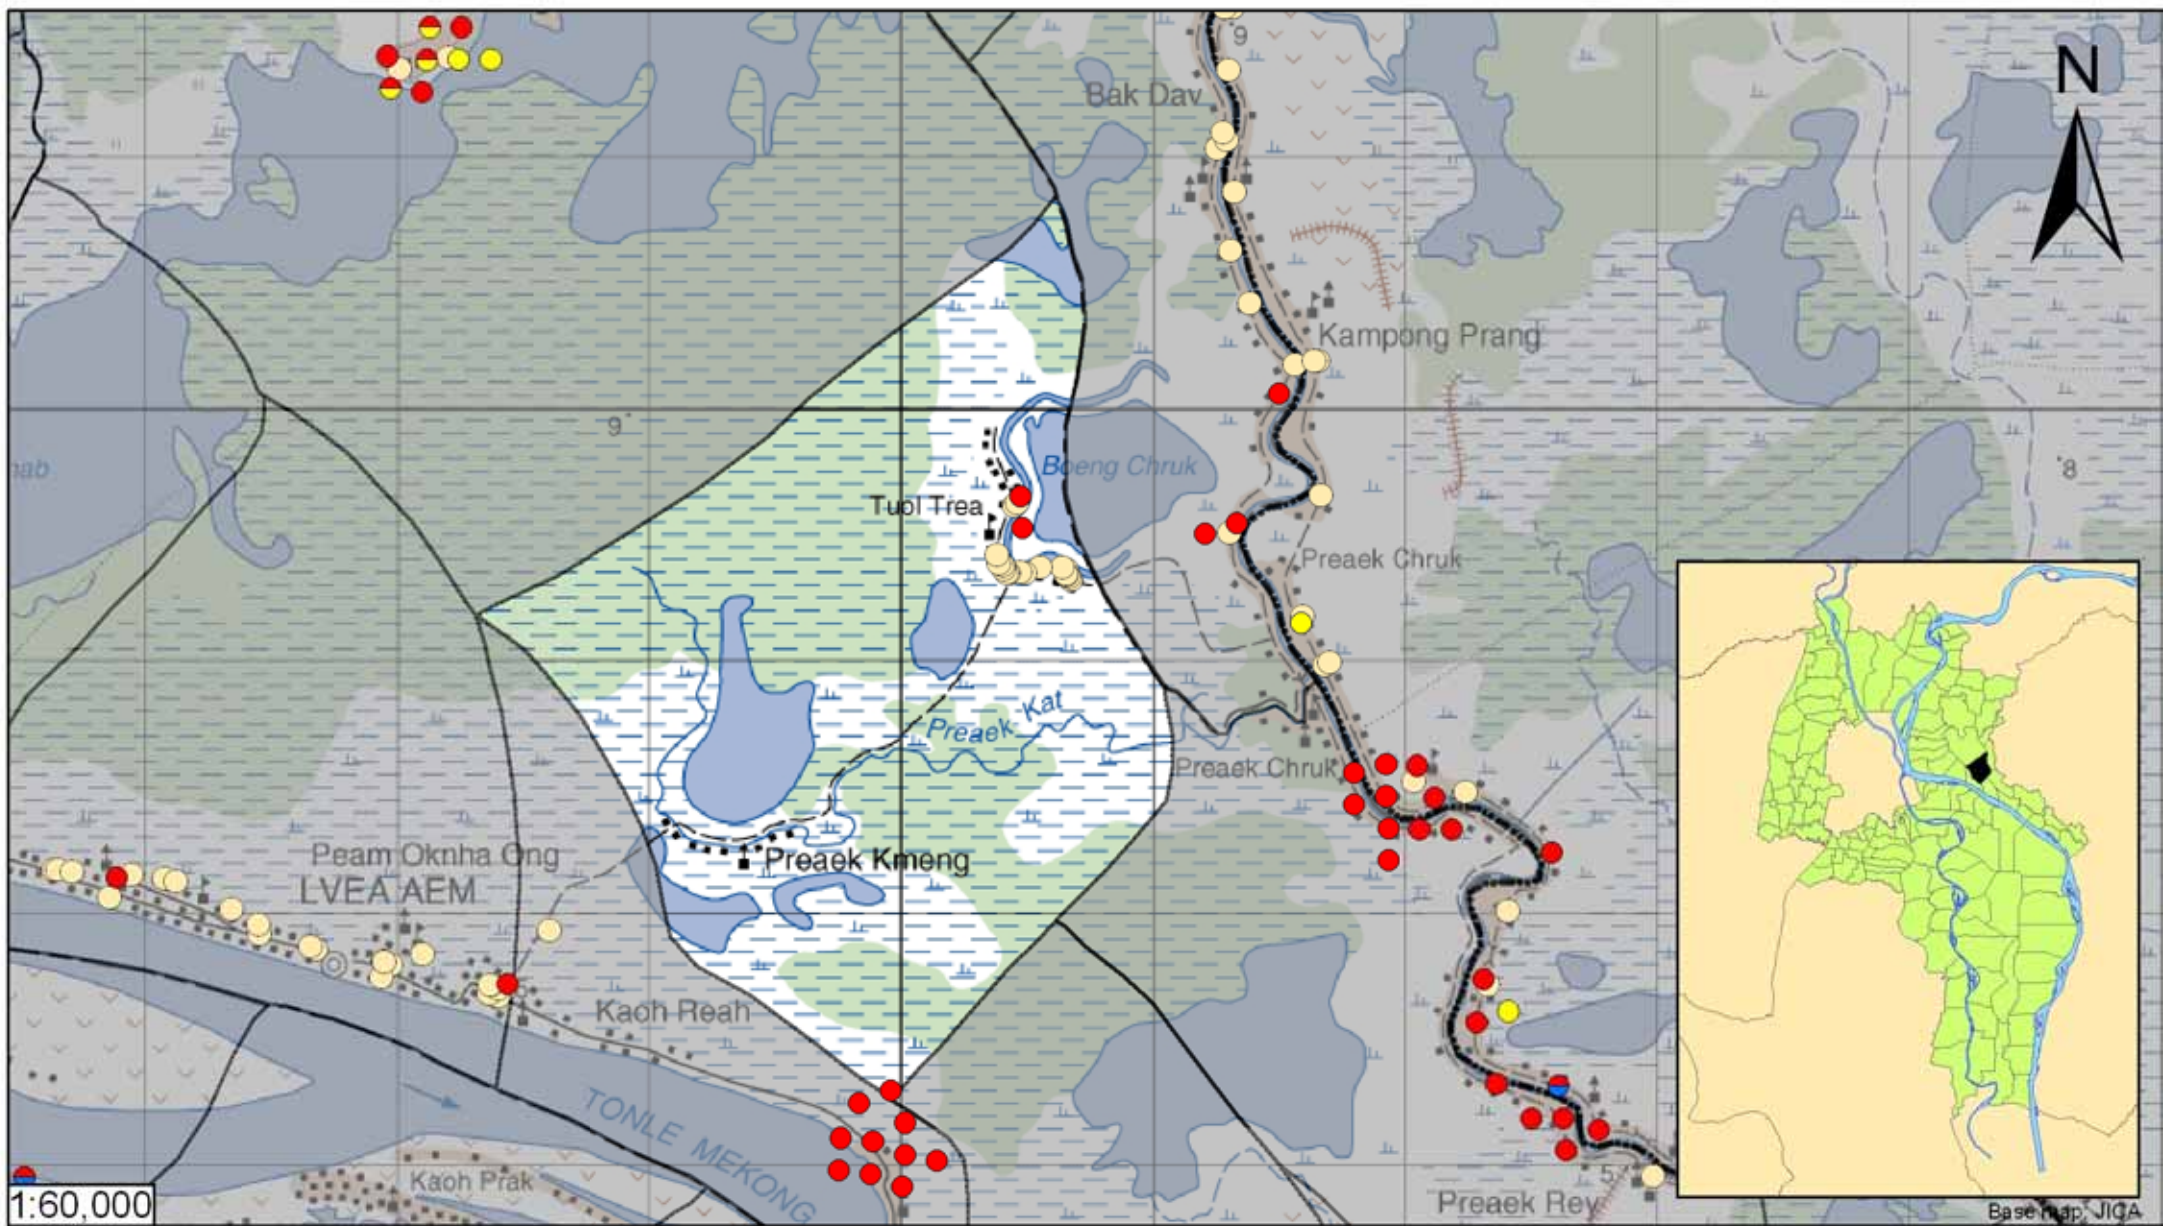 9
N
Bak Dav
Kampong Prang
9
nab
Boeng Chruk
8
Tuol Trea
Preaek Chruk
Preaek Kat
Preaek Chruk
Peam Oknha Ong
Preaek Kmeng
LVEA AEM
Kaoh Reah
TONLE MEKONG
Kaoh Prak
5
1:60,000
Preaek Rey
Base map: JICA